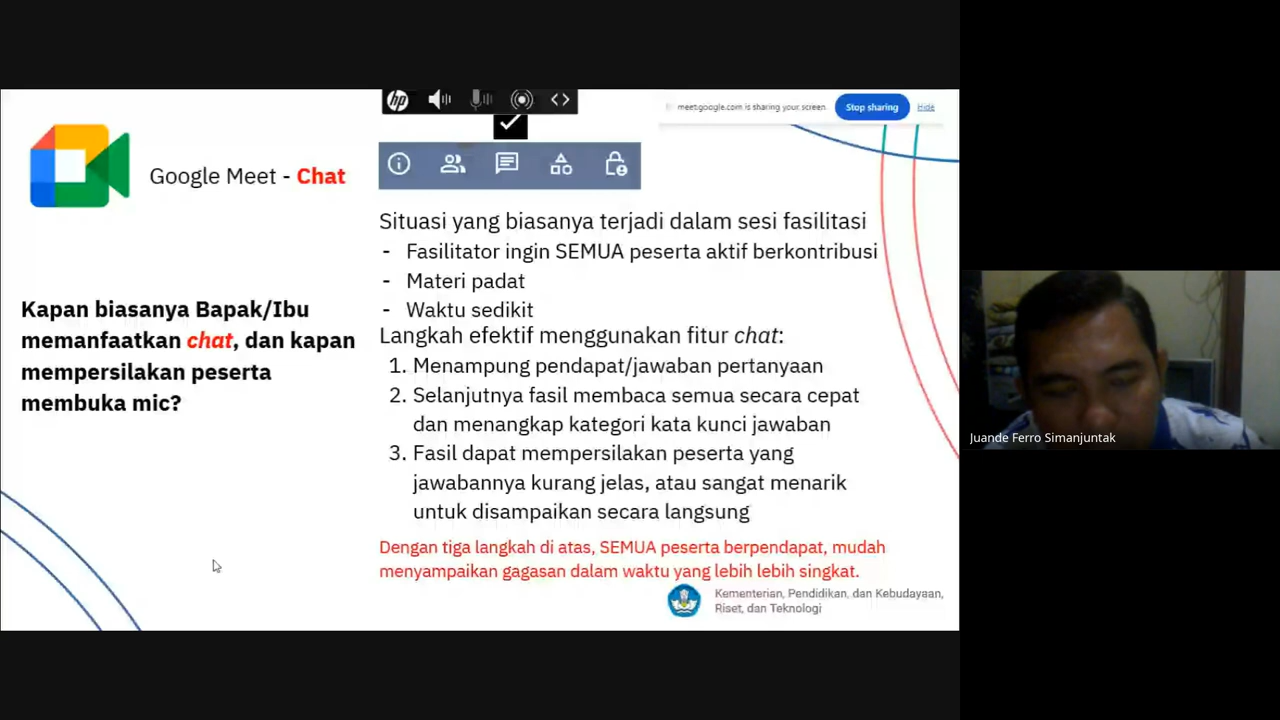 hp
meet.google.com is sharing your screen.
Stop sharing
Hide
Google Meet - Chat
Kapan biasanya Bapak/Ibu
memanfaatkan chat, dan kapan
mempersilakan peserta
membuka mic?
Situasi yang biasanya terjadi dalam sesi fasilitasi
- Fasilitator ingin SEMUA peserta aktif berkontribusi
- Materi padat
- Waktu sedikit
Langkah efektif menggunakan fitur chat:
1. Menampung pendapat/jawaban pertanyaan
2. Selanjutnya fasil membaca semua secara cepat
dan menangkap kategori kata kunci jawaban
3. Fasil dapat mempersilakan peserta yang
jawabannya kurang jelas, atau sangat menarik
untuk disampaikan secara langsung
Dengan tiga langkah di atas, SEMUA peserta berpendapat, mudah
menyampaikan gagasan dalam waktu yang lebih lebih singkat.
Kementerian, Pendidikan, dan Kebudayaan,
Riset, dan Teknologi
Juande Ferro Simanjuntak